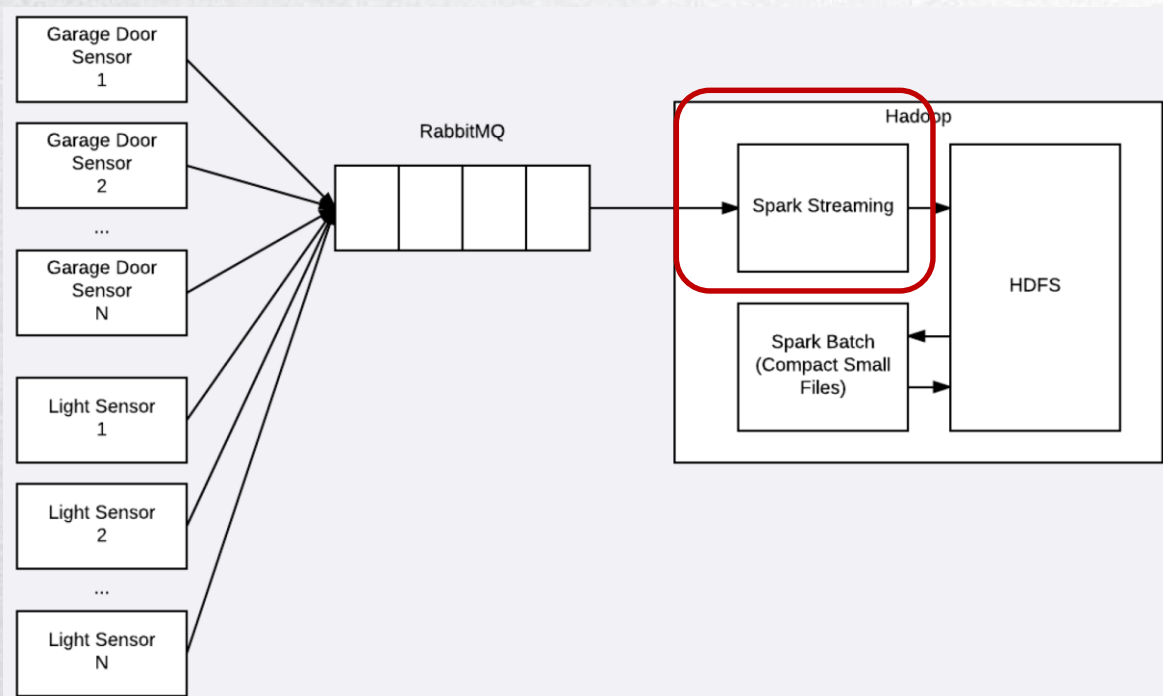 Garage Door
Sensor
1
Garage Door
Sensor
2
...
Garage Door
Sensor
N
Light Sensor
1
Light Sensor
2
...
Light Sensor
N
RabbitMQ
Hadoop
Spark Streaming
Spark Batch
(Compact Small
Files)
HDFS